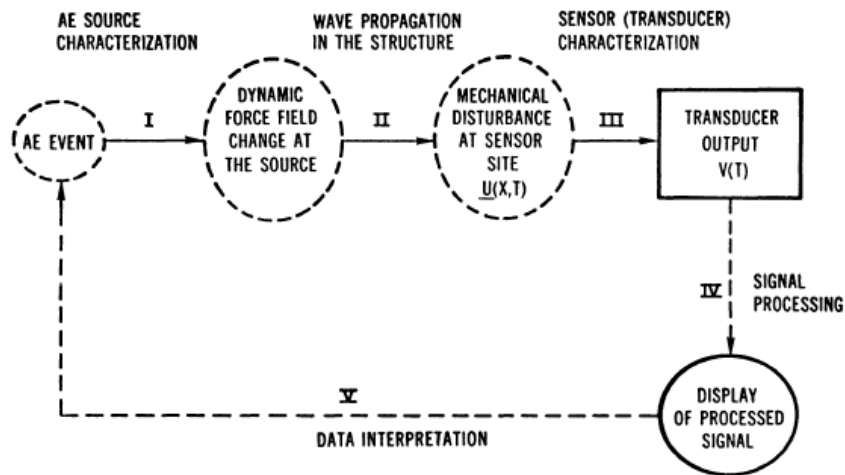 AE SOURCE
CHARACTERIZATION
WAVE PROPAGATION
IN THE STRUCTURE
SENSOR (TRANSDUCER)
CHARACTERIZATION
AE EVENT
I
DYNAMIC
FORCE FIELD
CHANGE AT
THE SOURCE
II
MECHANICAL
DISTURBANCE
AT SENSOR
SITE
U(X,T)
III
TRANSDUCER
OUTPUT
V(T)
IV
SIGNAL
PROCESSING
DISPLAY
OF PROCESSED
SIGNAL
V
DATA INTERPRETATION